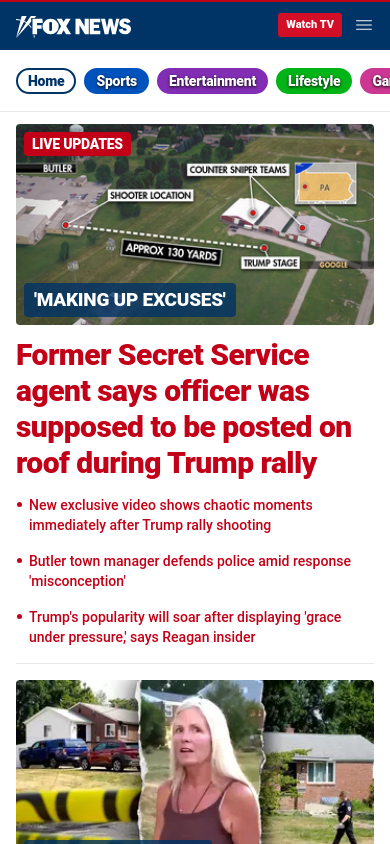 FOX NEWS
Watch TV
Home
Sports
Entertainment
Lifestyle
Ga
LIVE UPDATES
BUTLER
COUNTER SNIPER TEAMS
SHOOTER LOCATION
PA
APPROX 130 YARDS
TRUMP STAGE
GOOGLE
'MAKING UP EXCUSES'
Former Secret Service
agent says officer was
supposed to be posted on
roof during Trump rally
• New exclusive video shows chaotic moments
immediately after Trump rally shooting
• Butler town manager defends police amid response
'misconception'
• Trump's popularity will soar after displaying 'grace
under pressure,' says Reagan insider